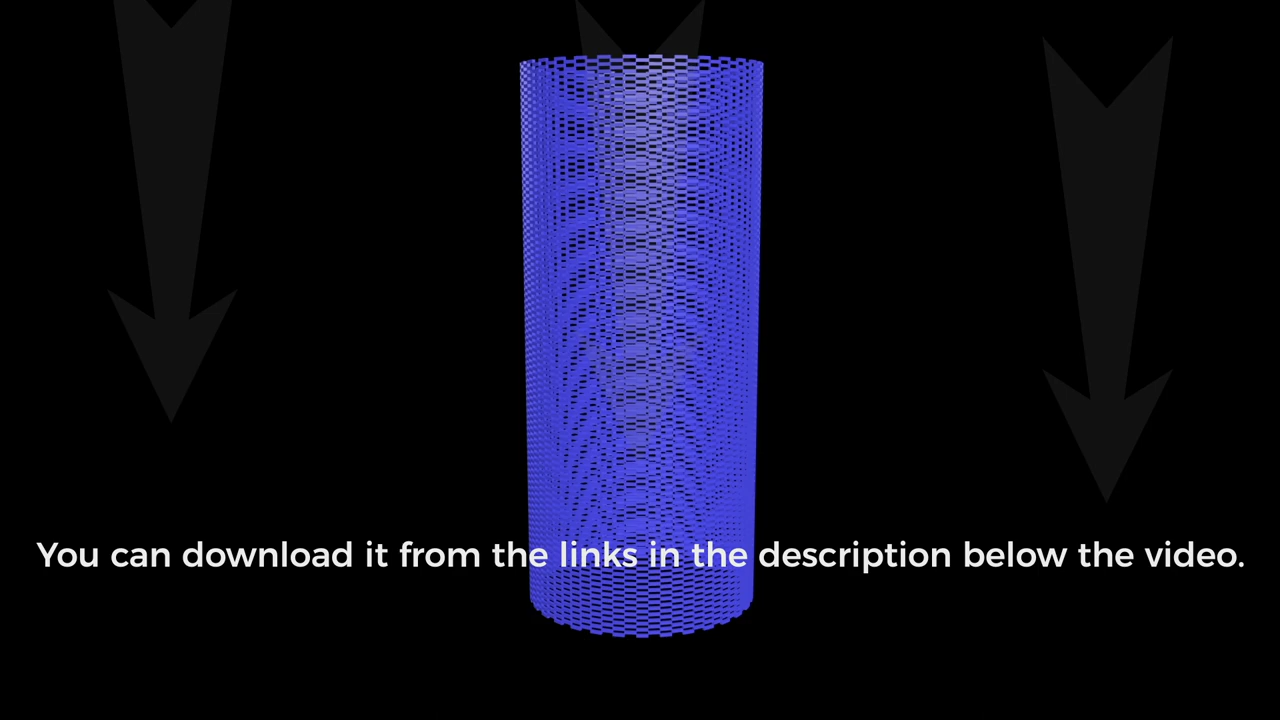 You can download it from the links in the description below the video.